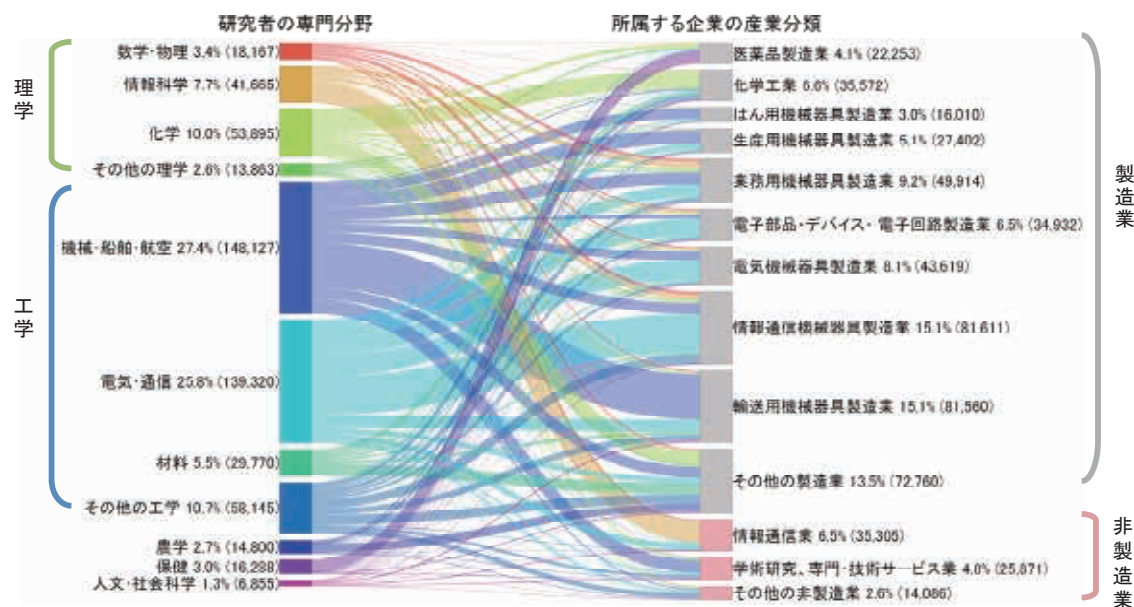 研究者の専門分野
数学・物理 3.4% (18,167)
情報科学 7.7% (41,665)
化学 10.0% (53,895)
その他の理学 2.6% (13,863)
機械・船舶・航空 27.4% (148,127)
電気・通信 25.8% (139,320)
材料 5.5% (29,770)
その他の工学 10.7% (58,145)
農学 2.7% (14,800)
保健 3.0% (16,288)
人文・社会科学 1.3% (6,855)
理学
工学
所属する企業の産業分類
医薬品製造業 4.1% (22,253)
化学工業 6.6% (35,572)
はん用機械器具製造業 3.0% (16,010)
生産用機械器具製造業 5.1% (27,402)
業務用機械器具製造業 9.2% (49,914)
電子部品・デバイス・電子回路製造業 6.5% (34,932)
電気機械器具製造業 8.1% (43,619)
情報通信機械器具製造業 15.1% (81,611)
輸送用機械器具製造業 15.1% (81,560)
その他の製造業 13.5% (72,760)
情報通信業 6.5% (35,305)
学術研究、専門・技術サービス業 4.8% (25,871)
その他の非製造業 2.6% (14,086)
製造業
非製造業